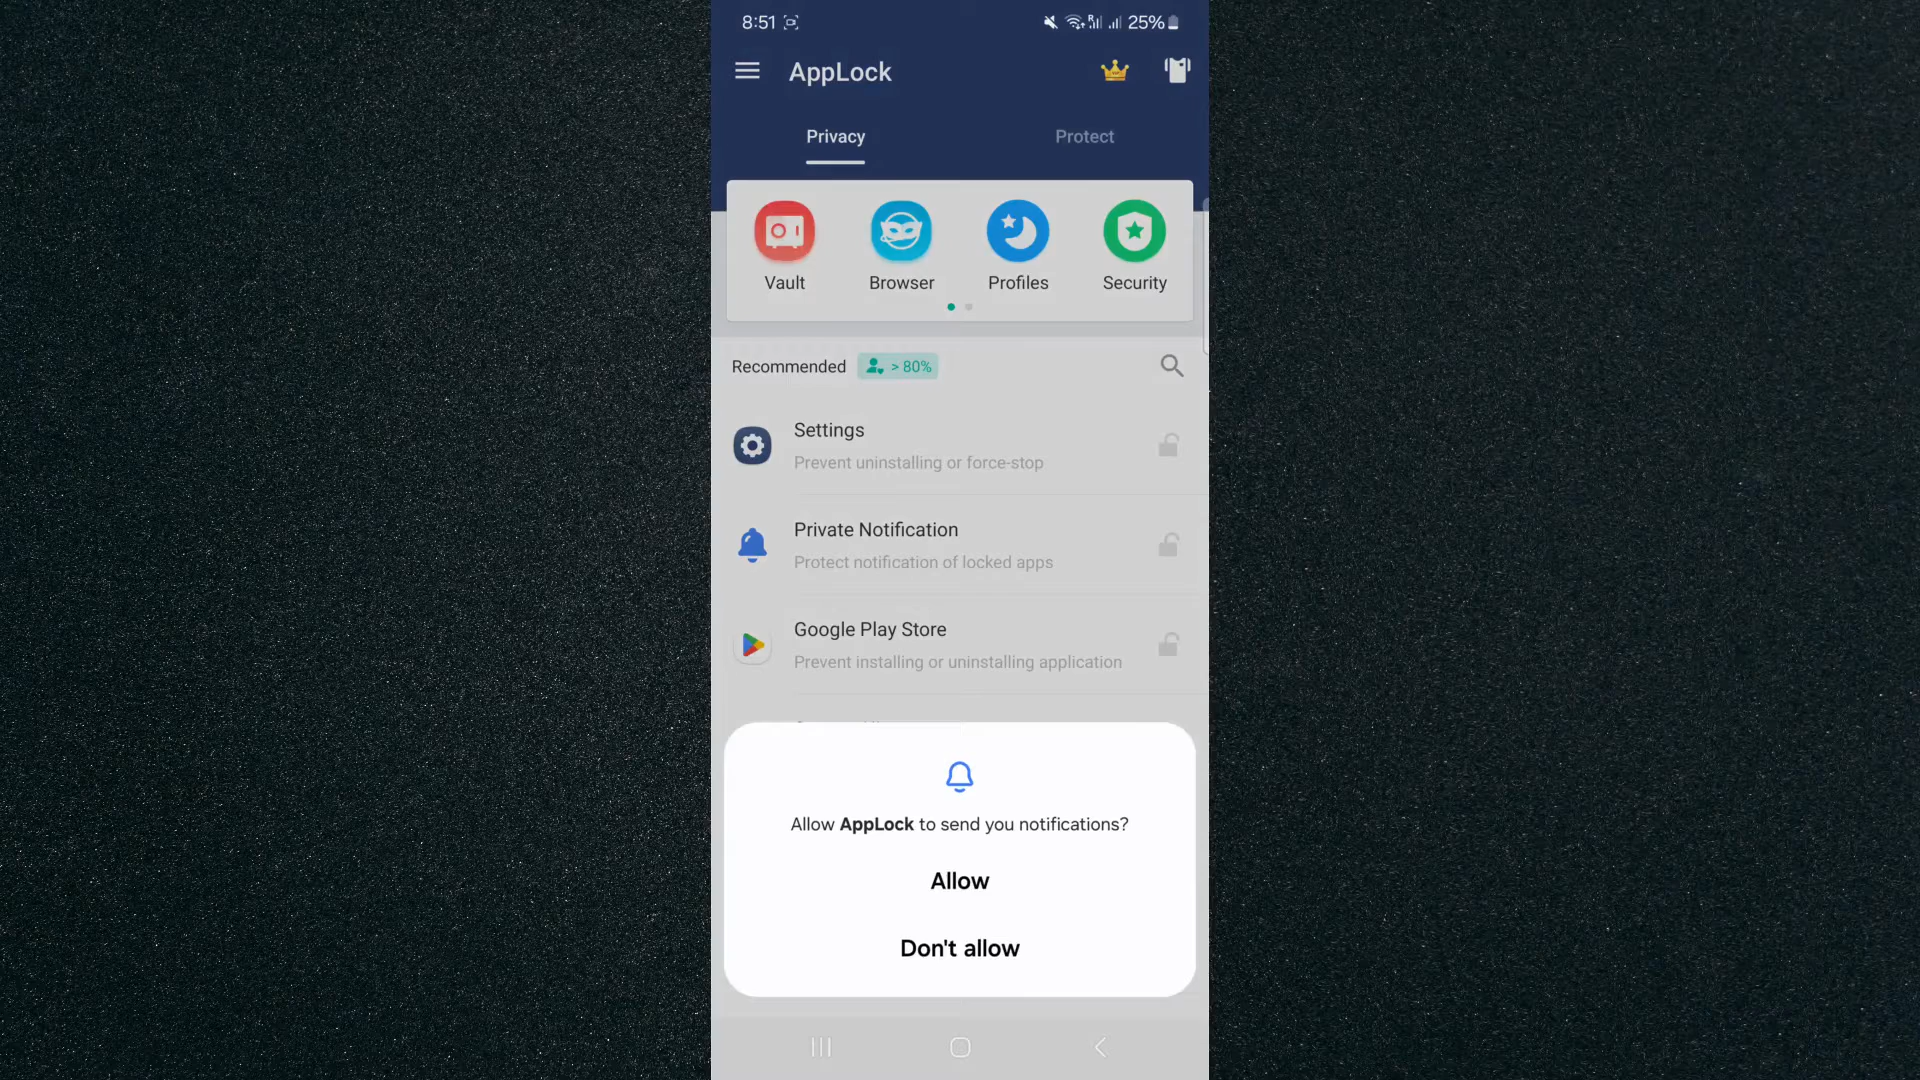 8:51 25%
AppLock
Privacy Protect
Vault Browser Profiles Security
Recommended > 80%
Settings
Prevent uninstalling or force-stop
Private Notification
Protect notification of locked apps
Google Play Store
Prevent installing or uninstalling application
Allow AppLock to send you notifications?
Allow
Don't allow